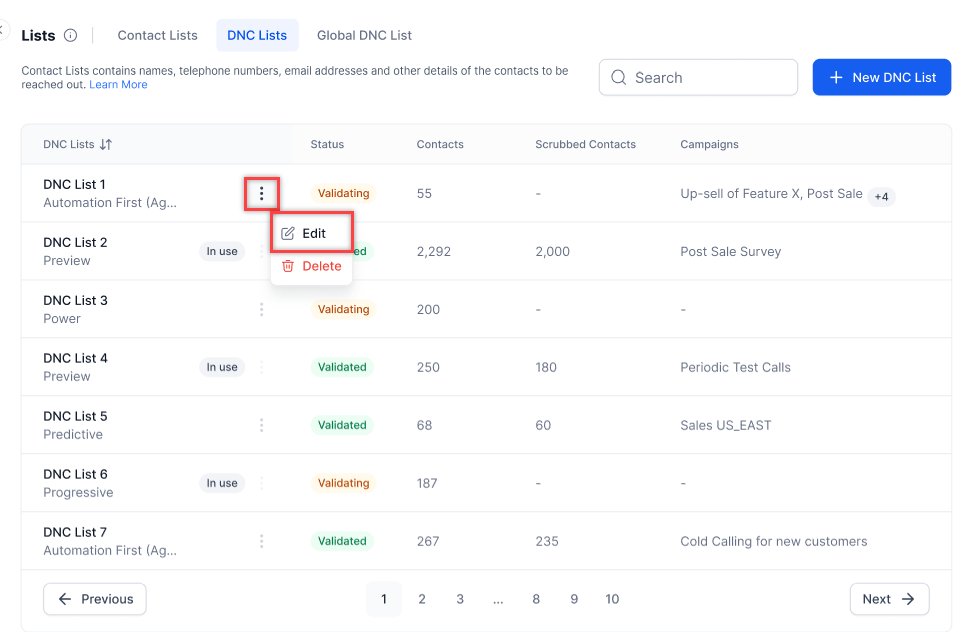 Lists Contact Lists DNC Lists Global DNC List
Contact Lists contains names, telephone numbers, email addresses and other details of the contacts to be
reached out. Learn More
Search
New DNC List
DNC Lists Status Contacts Scrubbed Contacts Campaigns
DNC List 1
Automation First (Ag...
Validating 55 - Up-sell of Feature X, Post Sale +4
Edit
Delete
DNC List 2
Preview
In use ed 2,292 2,000 Post Sale Survey
DNC List 3
Power
Validating 200 - -
DNC List 4
Preview
In use Validated 250 180 Periodic Test Calls
DNC List 5
Predictive
Validated 68 60 Sales US_EAST
DNC List 6
Progressive
In use Validating 187 - -
DNC List 7
Automation First (Ag...
Validated 267 235 Cold Calling for new customers
Previous 1 2 3 ... 8 9 10 Next